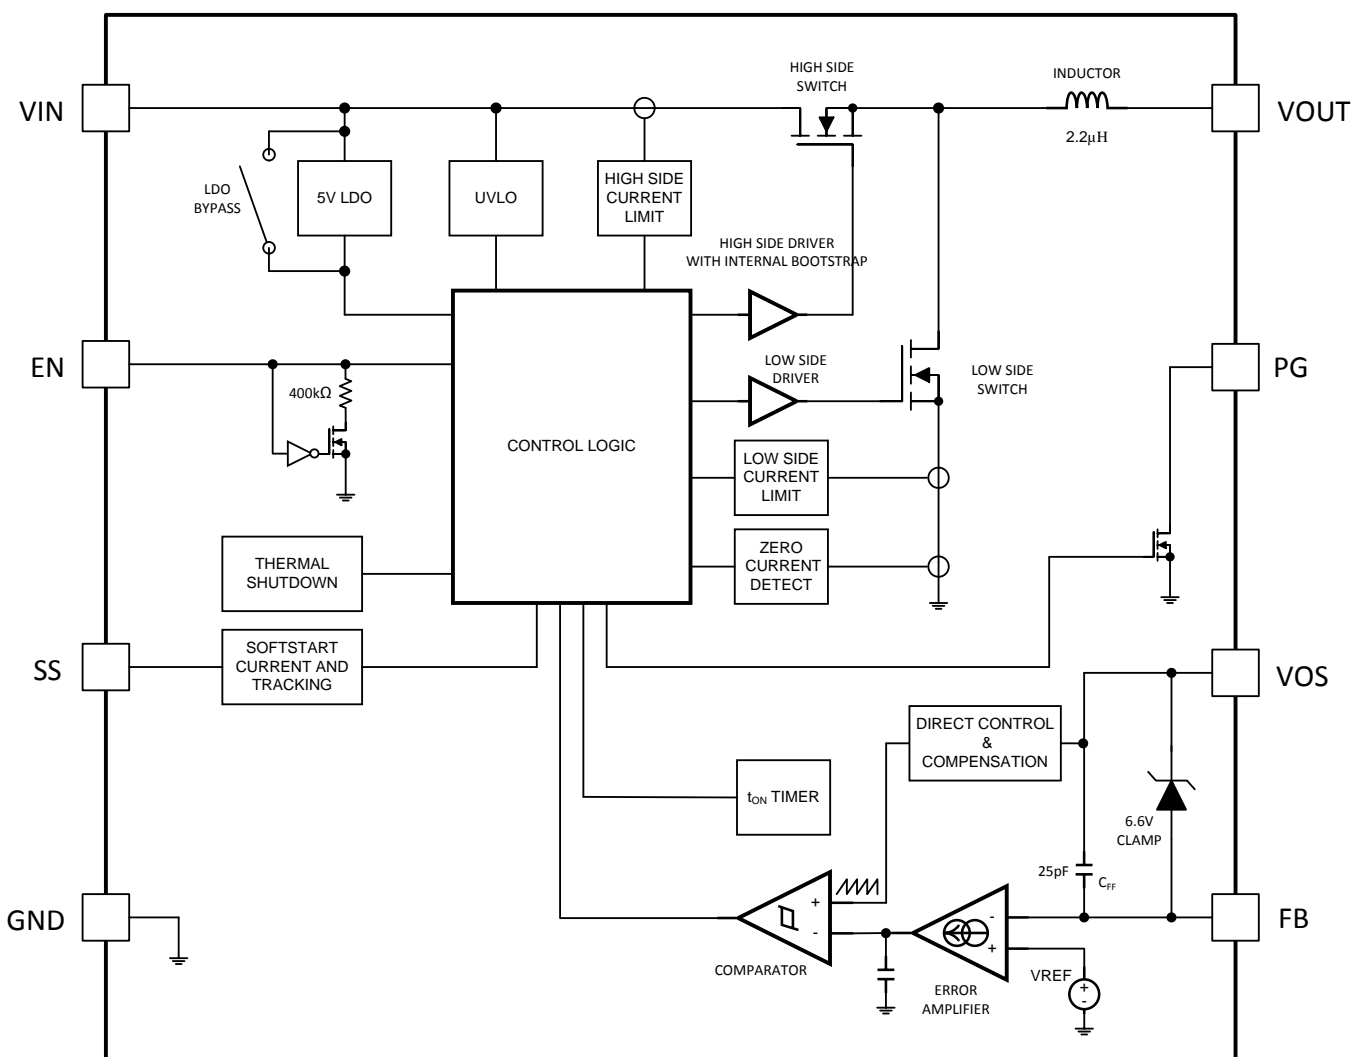 HIGH SIDE
SWITCH
INDUCTOR
VIN
VOUT
2.2µH
LDO
BYPASS
5V LDO
UVLO
HIGH SIDE
CURRENT
LIMIT
HIGH SIDE DRIVER
WITH INTERNAL BOOTSTRAP
EN
400kΩ
LOW SIDE
DRIVER
LOW SIDE
SWITCH
PG
CONTROL LOGIC
LOW SIDE
CURRENT
LIMIT
THERMAL
SHUTDOWN
ZERO
CURRENT
DETECT
SS
SOFTSTART
CURRENT AND
TRACKING
VOS
DIRECT CONTROL
&
COMPENSATION
tON TIMER
6.6V
CLAMP
25pF
CFF
GND
+
-
COMPARATOR
-
+
ERROR
AMPLIFIER
VREF
+
-
FB